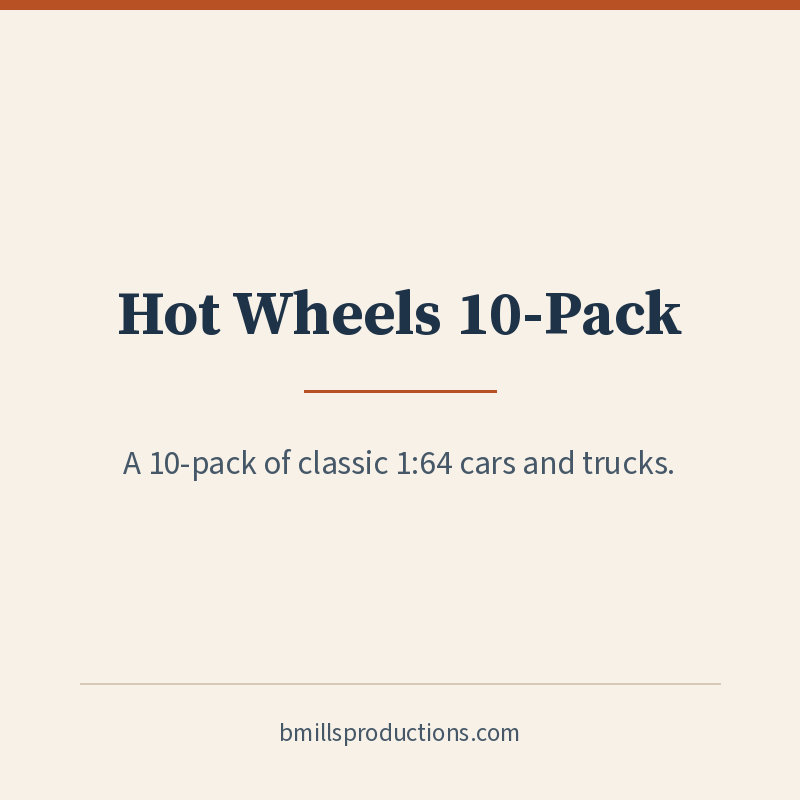 Hot Wheels 10-Pack
A 10-pack of classic 1:64 cars and trucks.
bmillsproductions.com